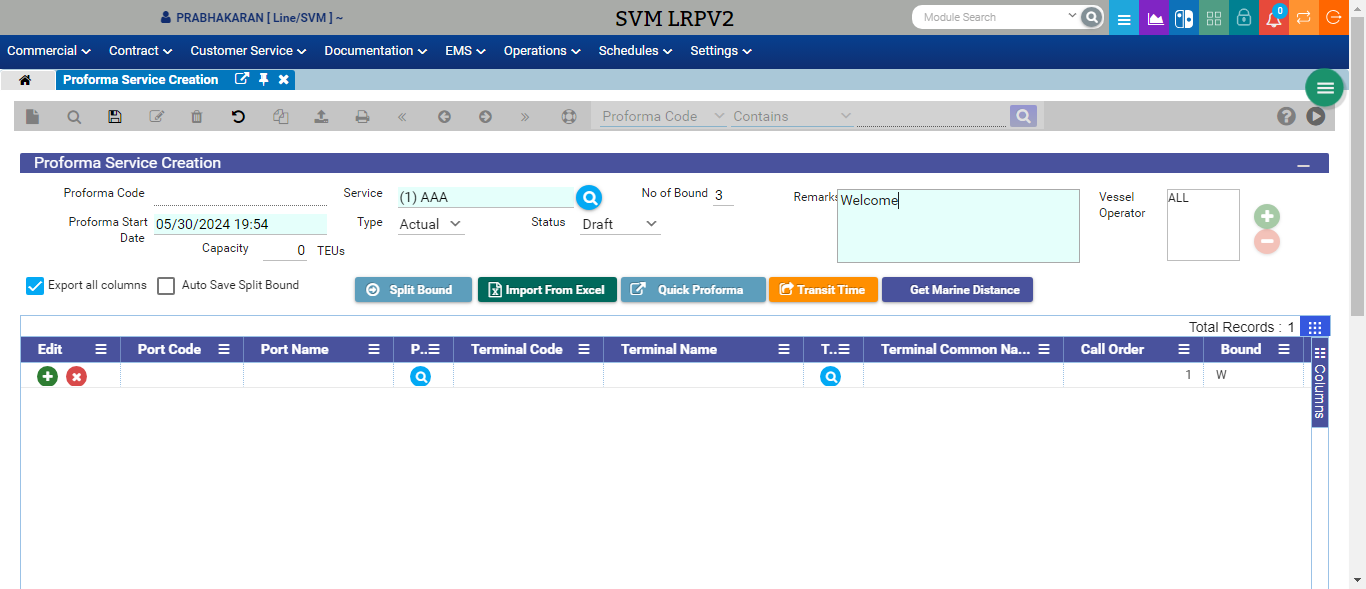 PRABHAKARAN [ Line/SVM ] ~
SVM LRPV2
Module Search
0
Commercial
Contract
Customer Service
Documentation
EMS
Operations
Schedules
Settings
Proforma Service Creation
Proforma Code
Contains
Proforma Service Creation
Proforma Code
Service
(1) AAA
No of Bound
3
Remarks
Welcome
Vessel
Operator
ALL
Proforma Start
Date
05/30/2024 19:54
Type
Actual
Status
Draft
Capacity
0
TEUs
Export all columns
Auto Save Split Bound
Split Bound
Import From Excel
Quick Proforma
Transit Time
Get Marine Distance
Total Records : 1
Edit
Port Code
Port Name
P..
Terminal Code
Terminal Name
T..
Terminal Common Na...
Call Order
Bound
1
W
Columns